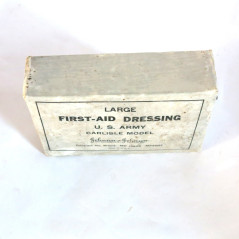 LARGE
FIRST-AID DRESSING
U. S. ARMY
CARLISLE MODEL
Johnson & Johnson